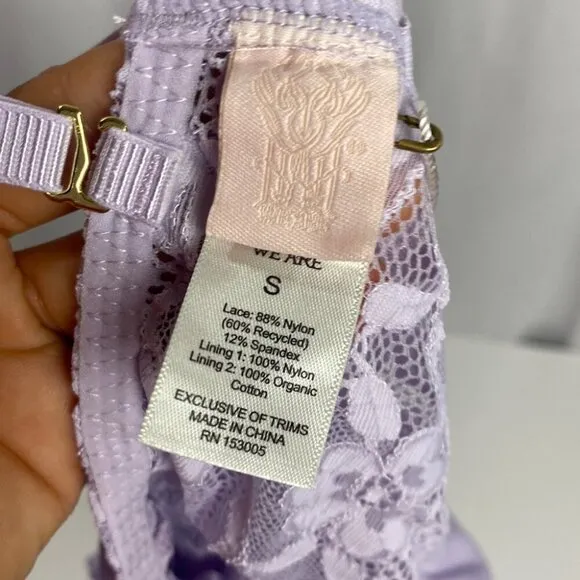 WE ARE
S
Lace: 88% Nylon
(60% Recycled)
12% Spandex
Lining 1: 100% Nylon
Lining 2: 100% Organic
Cotton
EXCLUSIVE OF TRIMS
MADE IN CHINA
RN 153005